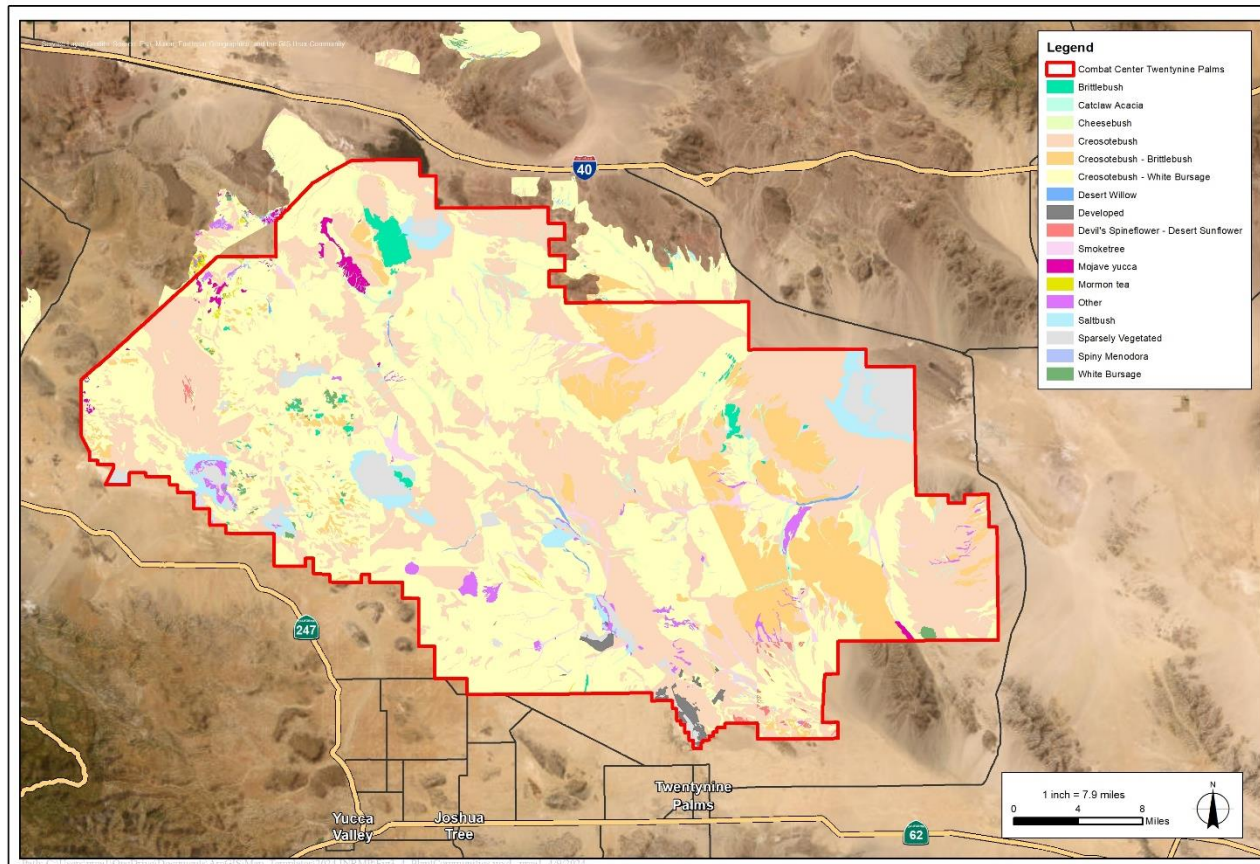 Legend
Combat Center Twentynine Palms
Brittlebush
Catclaw Acacia
Cheesebush
Creosotebush
Creosotebush - Brittlebush
Creosotebush - White Bursage
Desert Willow
Developed
Devil's Spineflower - Desert Sunflower
Smoketree
Mojave yucca
Mormon tea
Other
Saltbush
Sparsely Vegetated
Spiny Menodora
White Bursage
40
247
Twentynine
Palms
Yucca
Valley
Joshua
Tree
62
1 inch = 7.9 miles
N
0 4 8
Miles